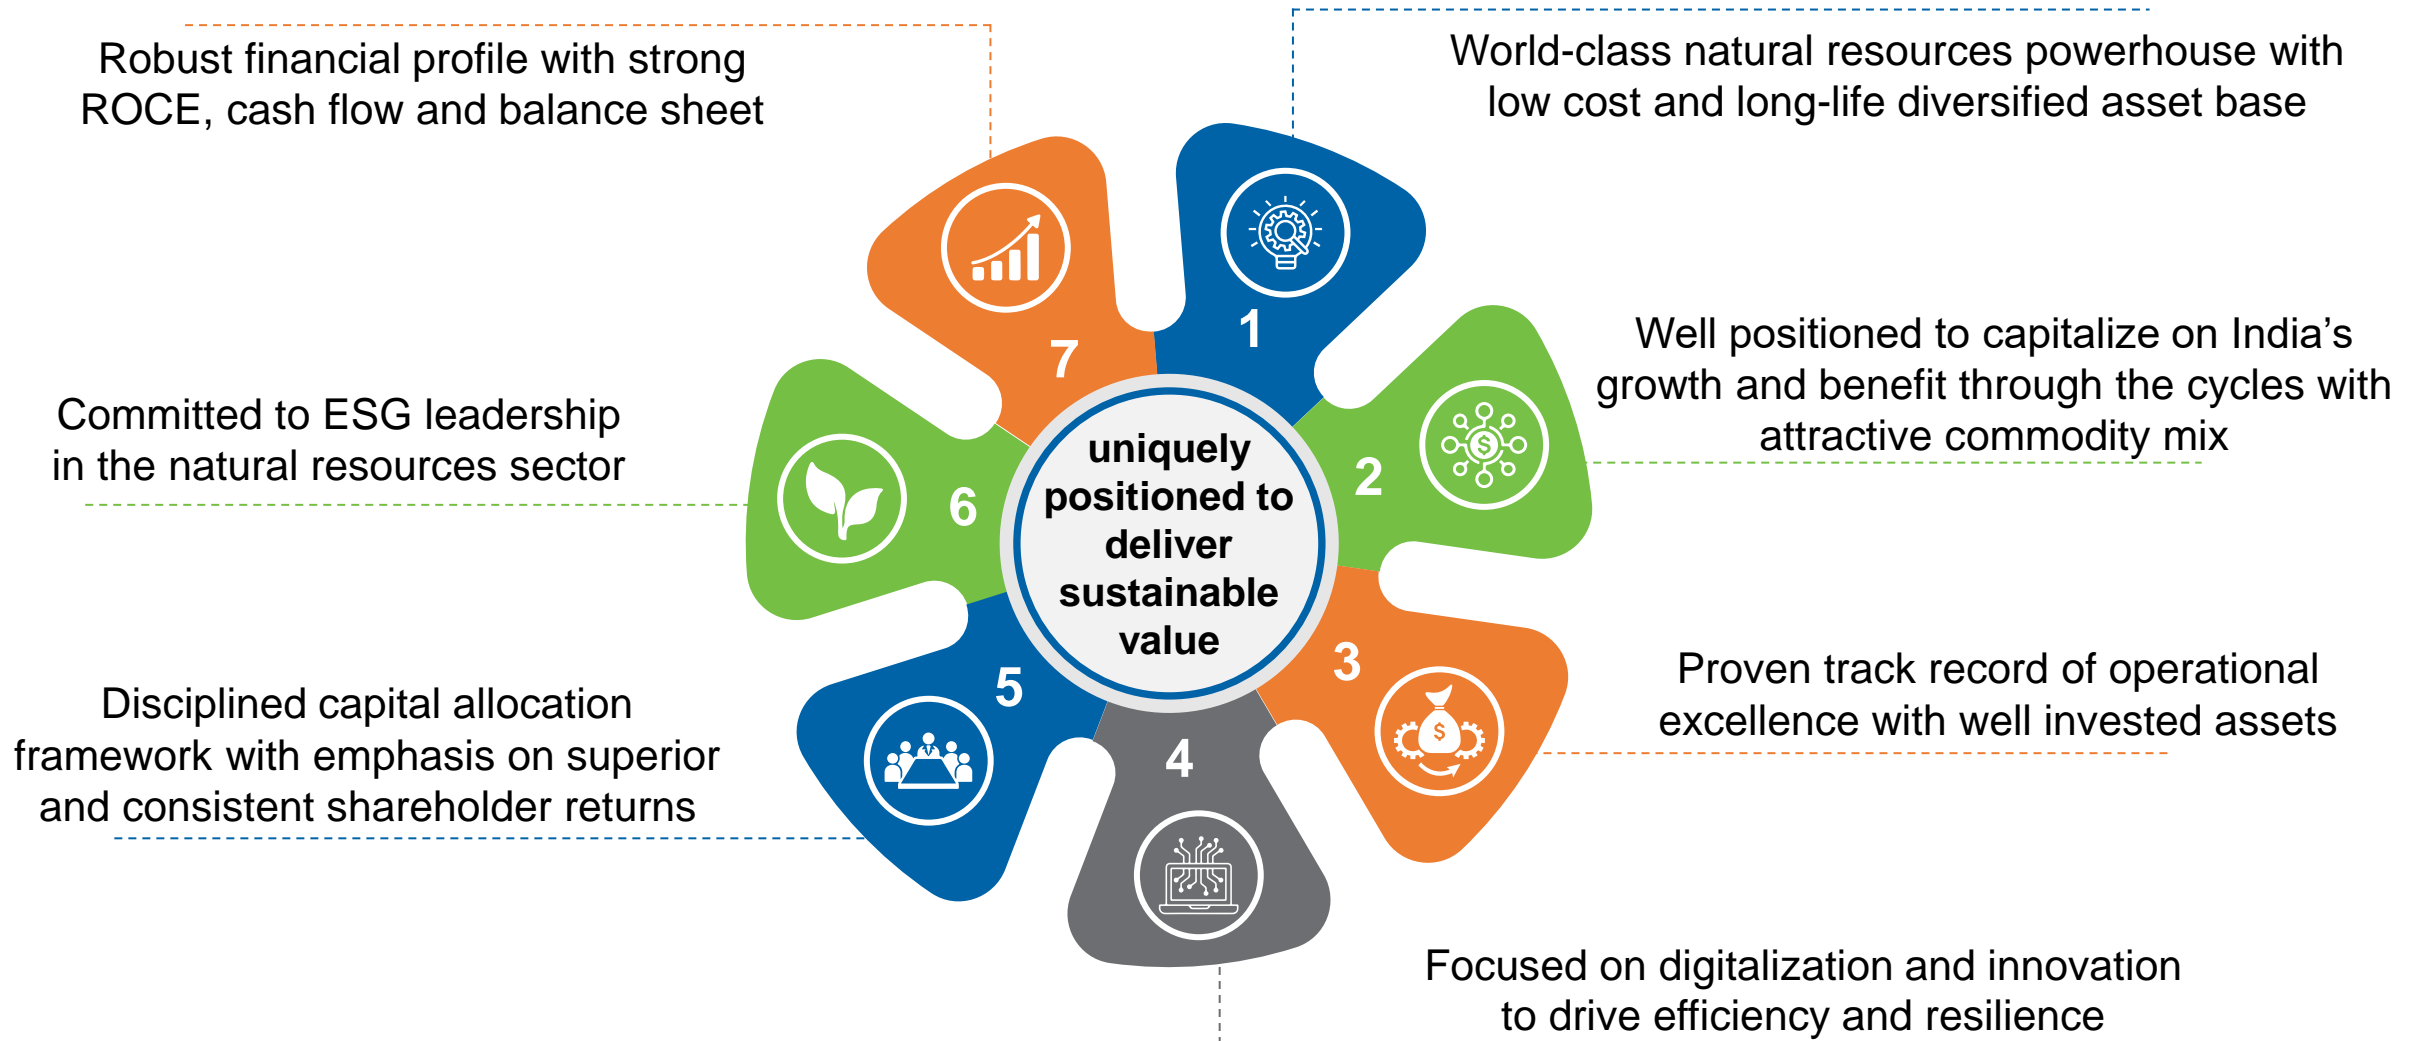 World-class natural resources powerhouse with
low cost and long-life diversified asset base
1
Well positioned to capitalize on India’s
growth and benefit through the cycles with
attractive commodity mix
2
$
Proven track record of operational
excellence with well invested assets
3
$
Focused on digitalization and innovation
to drive efficiency and resilience
4
Disciplined capital allocation
framework with emphasis on superior
and consistent shareholder returns
5
Committed to ESG leadership
in the natural resources sector
6
Robust financial profile with strong
ROCE, cash flow and balance sheet
7
uniquely
positioned to
deliver
sustainable
value